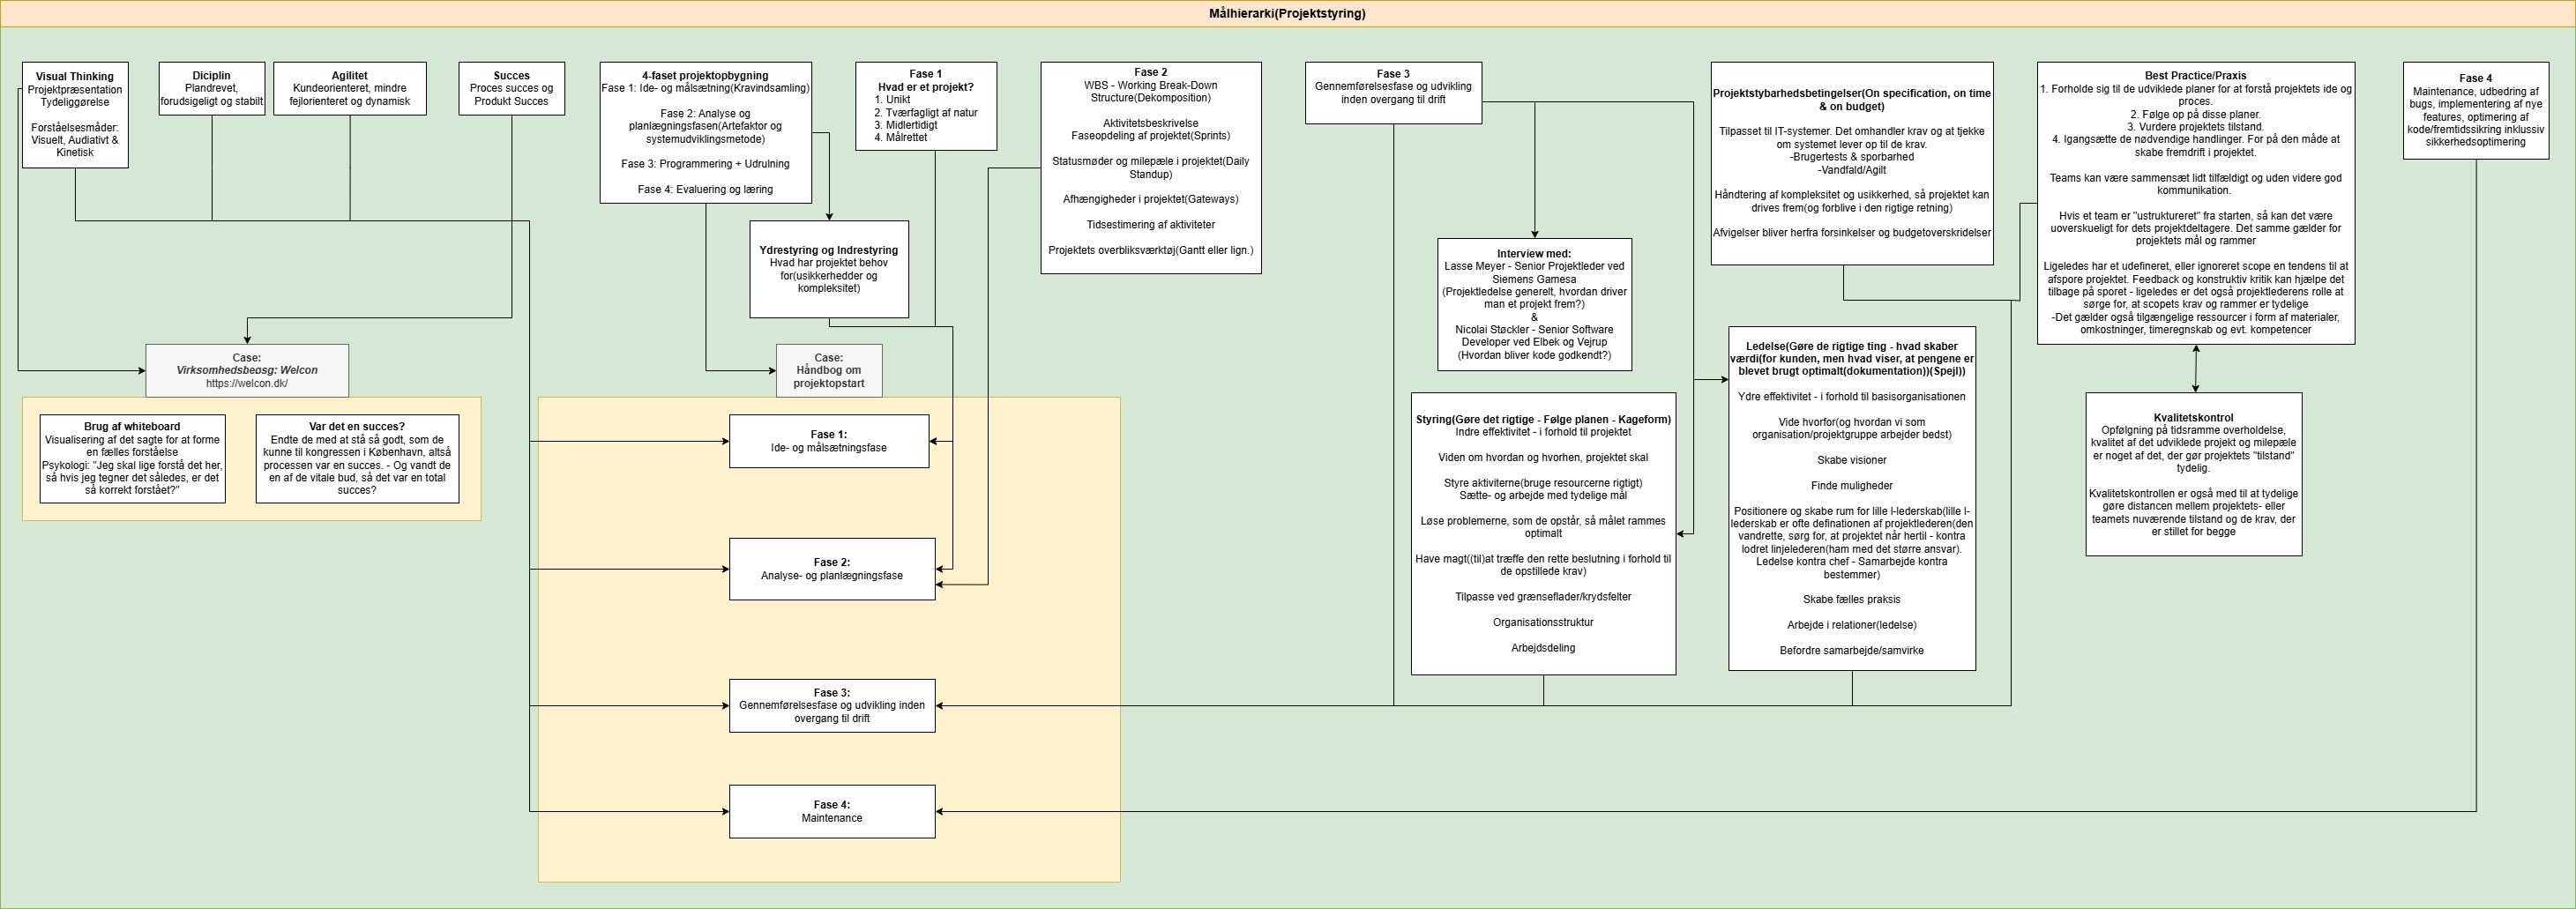 Målhierarki(Projektstyring)
Visual Thinking
Projektpræsentation
Tydeliggørelse
Forståelsesmåder:
Visuelt, Audiativt &
Kinetisk
Diciplin
Plandrevet,
forudsigeligt og stabilt
Agilitet
Kundeorienteret, mindre
fejlorienteret og dynamisk
Succes
Proces succes og
Produkt Succes
4-faset projektopbygning
Fase 1: Ide- og målsætning(Kravindsamling)
Fase 2: Analyse og
planlægningsfasen(Artefaktor og
systemudviklingsmetode)
Fase 3: Programmering + Udrulning
Fase 4: Evaluering og læring
Fase 1
Hvad er et projekt?
1. Unikt
2. Tværfagligt af natur
3. Midlertidigt
4. Målrettet
Fase 2
WBS - Working Break-Down
Structure(Dekomposition)
Aktivitetsbeskrivelse
Faseopdeling af projektet(Sprints)
Statusmøder og milepæle i projektet(Daily
Standup)
Afhængigheder i projektet(Gateways)
Tidsestimering af aktiviteter
Projektets overbliksværktøj(Gantt eller lign.)
Fase 3
Gennemførelsesfase og udvikling
inden overgang til drift
Projektstybarhedsbetingelser(On specification, on time
& on budget)
Tilpasset til IT-systemer. Det omhandler krav og at tjekke
om systemet lever op til de krav.
-Brugertests & sporbarhed
-Vandfald/Agilt
Håndtering af kompleksitet og usikkerhed, så projektet kan
drives frem(og forblive i den rigtige retning)
Afvigelser bliver herfra forsinkelser og budgetoverskridelser
Best Practice/Praxis
1. Forholde sig til de udviklede planer for at forstå projektets ide og
proces.
2. Følge op på disse planer.
3. Vurdere projektets tilstand.
4. Igangsætte de nødvendige handlinger. For på den måde at
skabe fremdrift i projektet.
Teams kan være sammensæt lidt tilfældigt og uden videre god
kommunikation.
Hvis et team er "ustruktureret" fra starten, så kan det være
uoverskueligt for dets projektdeltagere. Det samme gælder for
projektets mål og rammer
Ligeledes har et udefineret, eller ignoreret scope en tendens til at
afspore projektet. Feedback og konstruktiv kritik kan hjælpe det
tilbage på sporet - ligeledes er det også projektlederens rolle at
sørge for, at scopets krav og rammer er tydelige
-Det gælder også tilgængelige ressourcer i form af materialer,
omkostninger, timeregnskab og evt. kompetencer
Fase 4
Maintenance, udbedring af
bugs, implementering af nye
features, optimering af
kode/fremtidssikring inklussiv
sikkerhedsoptimering
Ydrestyring og Indrestyring
Hvad har projektet behov
for(usikkerhedder og
kompleksitet)
Interview med:
Lasse Meyer - Senior Projektleder ved
Siemens Gamesa
(Projektledelse generelt, hvordan driver
man et projekt frem?)
&
Nicolai Støckler - Senior Software
Developer ved Elbek og Vejrup
(Hvordan bliver kode godkendt?)
Case:
Virksomhedsbeøsg: Welcon
https://welcon.dk/
Case:
Håndbog om
projektopstart
Brug af whiteboard
Visualisering af det sagte for at forme
en fælles forståelse
Psykologi: "Jeg skal lige forstå det her,
så hvis jeg tegner det således, er det
så korrekt forstået?"
Var det en succes?
Endte de med at stå så godt, som de
kunne til kongressen i København, altså
processen var en succes. - Og vandt de
en af de vitale bud, så det var en total
succes?
Fase 1:
Ide- og målsætningsfase
Fase 2:
Analyse- og planlægningsfase
Fase 3:
Gennemførelsesfase og udvikling inden
overgang til drift
Fase 4:
Maintenance
Styring(Gøre det rigtige - Følge planen - Kageform)
Indre effektivitet - i forhold til projektet
Viden om hvordan og hvorhen, projektet skal
Styre aktiviterne(bruge resourcerne rigtigt)
Sætte- og arbejde med tydelige mål
Løse problemerne, som de opstår, så målet rammes
optimalt
Have magt((til)at træffe den rette beslutning i forhold til
de opstillede krav)
Tilpasse ved grænseflader/krydsfelter
Organisationsstruktur
Arbejdsdeling
Ledelse(Gøre de rigtige ting - hvad skaber
værdi(for kunden, men hvad viser, at pengene er
blevet brugt optimalt(dokumentation))(Spejl))
Ydre effektivitet - i forhold til basisorganisationen
Vide hvorfor(og hvordan vi som
organisation/projektgruppe arbejder bedst)
Skabe visioner
Finde muligheder
Positionere og skabe rum for lille l-lederskab(lille l-
lederskab er ofte definationen af projektlederen(den
vandrette, sørg for, at projektet når hertil - kontra
lodret linjelederen(ham med det større ansvar).
Ledelse kontra chef - Samarbejde kontra
bestemmer)
Skabe fælles praksis
Arbejde i relationer(ledelse)
Befordre samarbejde/samvirke
Kvalitetskontrol
Opfølgning på tidsramme overholdelse,
kvalitet af det udviklede projekt og milepæle
er noget af det, der gør projektets "tilstand"
tydelig.
Kvalitetskontrollen er også med til at tydelige
gøre distancen mellem projektets- eller
teamets nuværende tilstand og de krav, der
er stillet for begge